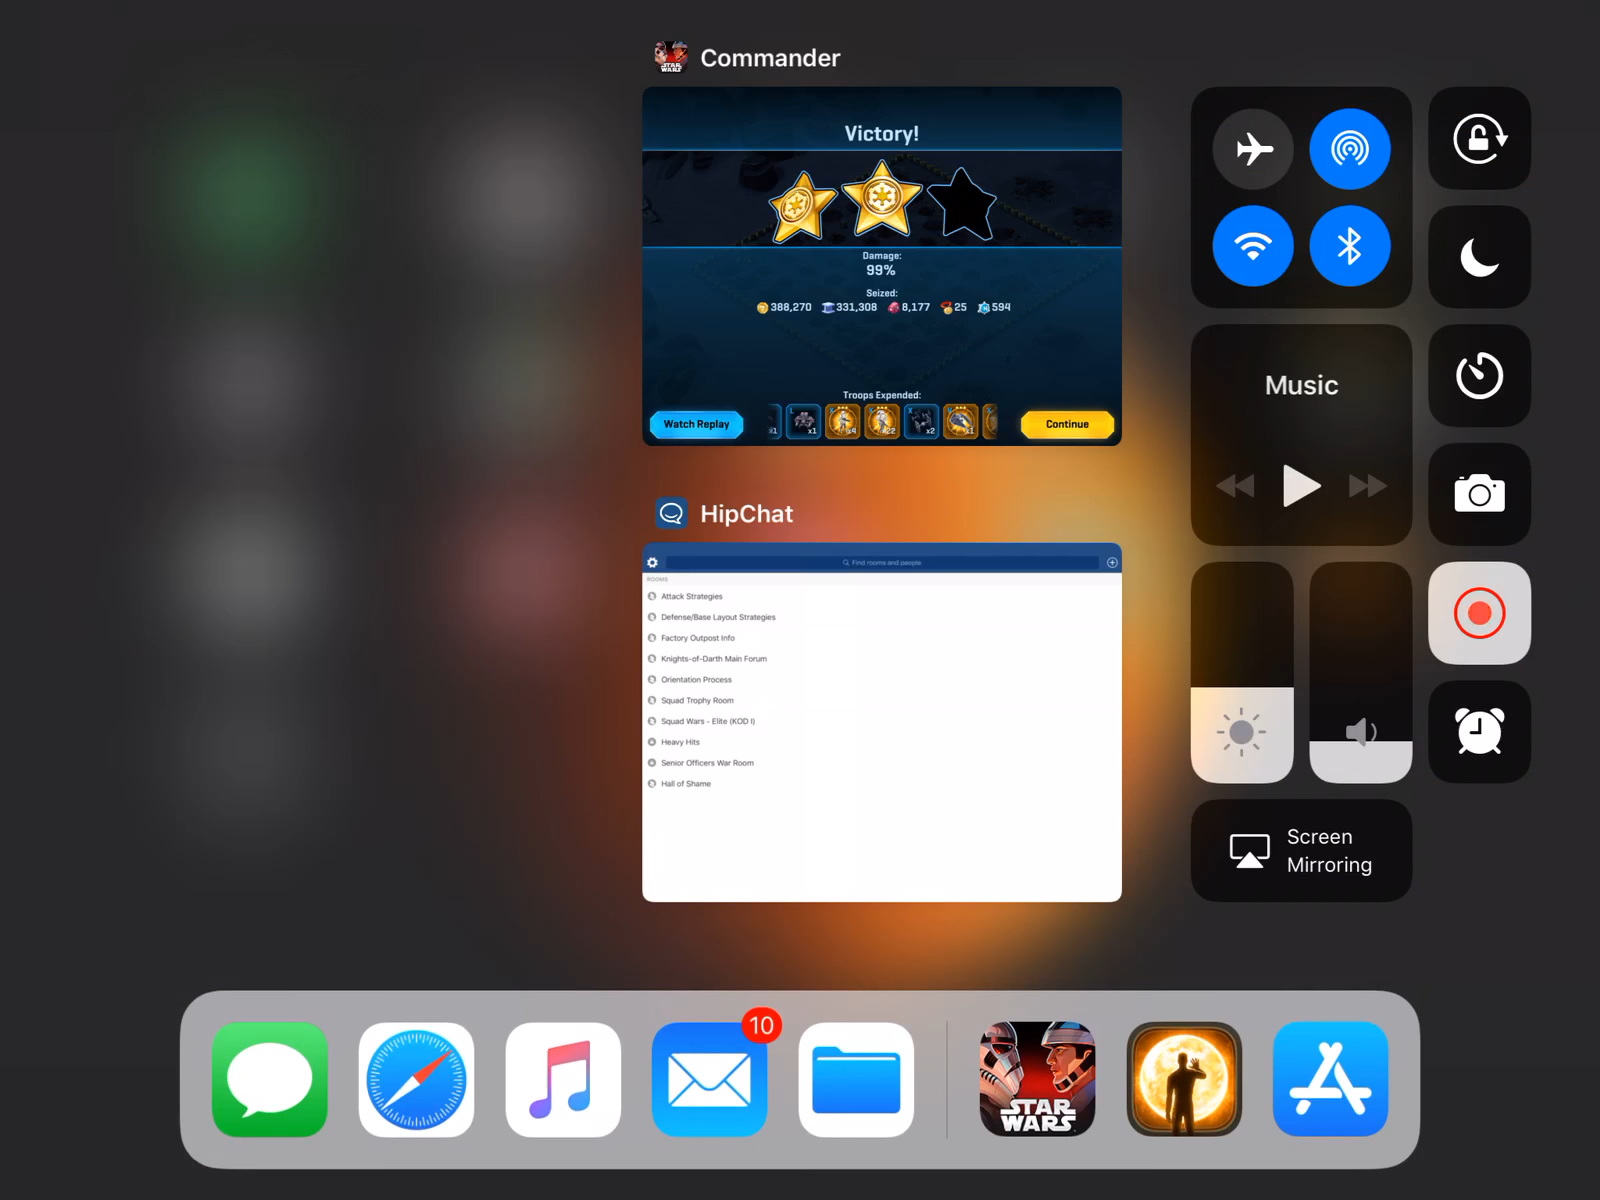 Commander
Victory!
Damage:
99%
Seized:
388,270 331,308 8,177 25 594
Troops Expended:
Watch Replay
x1 x4 x22 x2 x1
Continue
HipChat
Find rooms and people
ROOMS
Attack Strategies
Defense/Base Layout Strategies
Factory Outpost Info
Knights-of-Darth Main Forum
Orientation Process
Squad Trophy Room
Squad Wars - Elite (KOD I)
Heavy Hits
Senior Officers War Room
Hall of Shame
Music
Screen
Mirroring
10
STAR
WARS